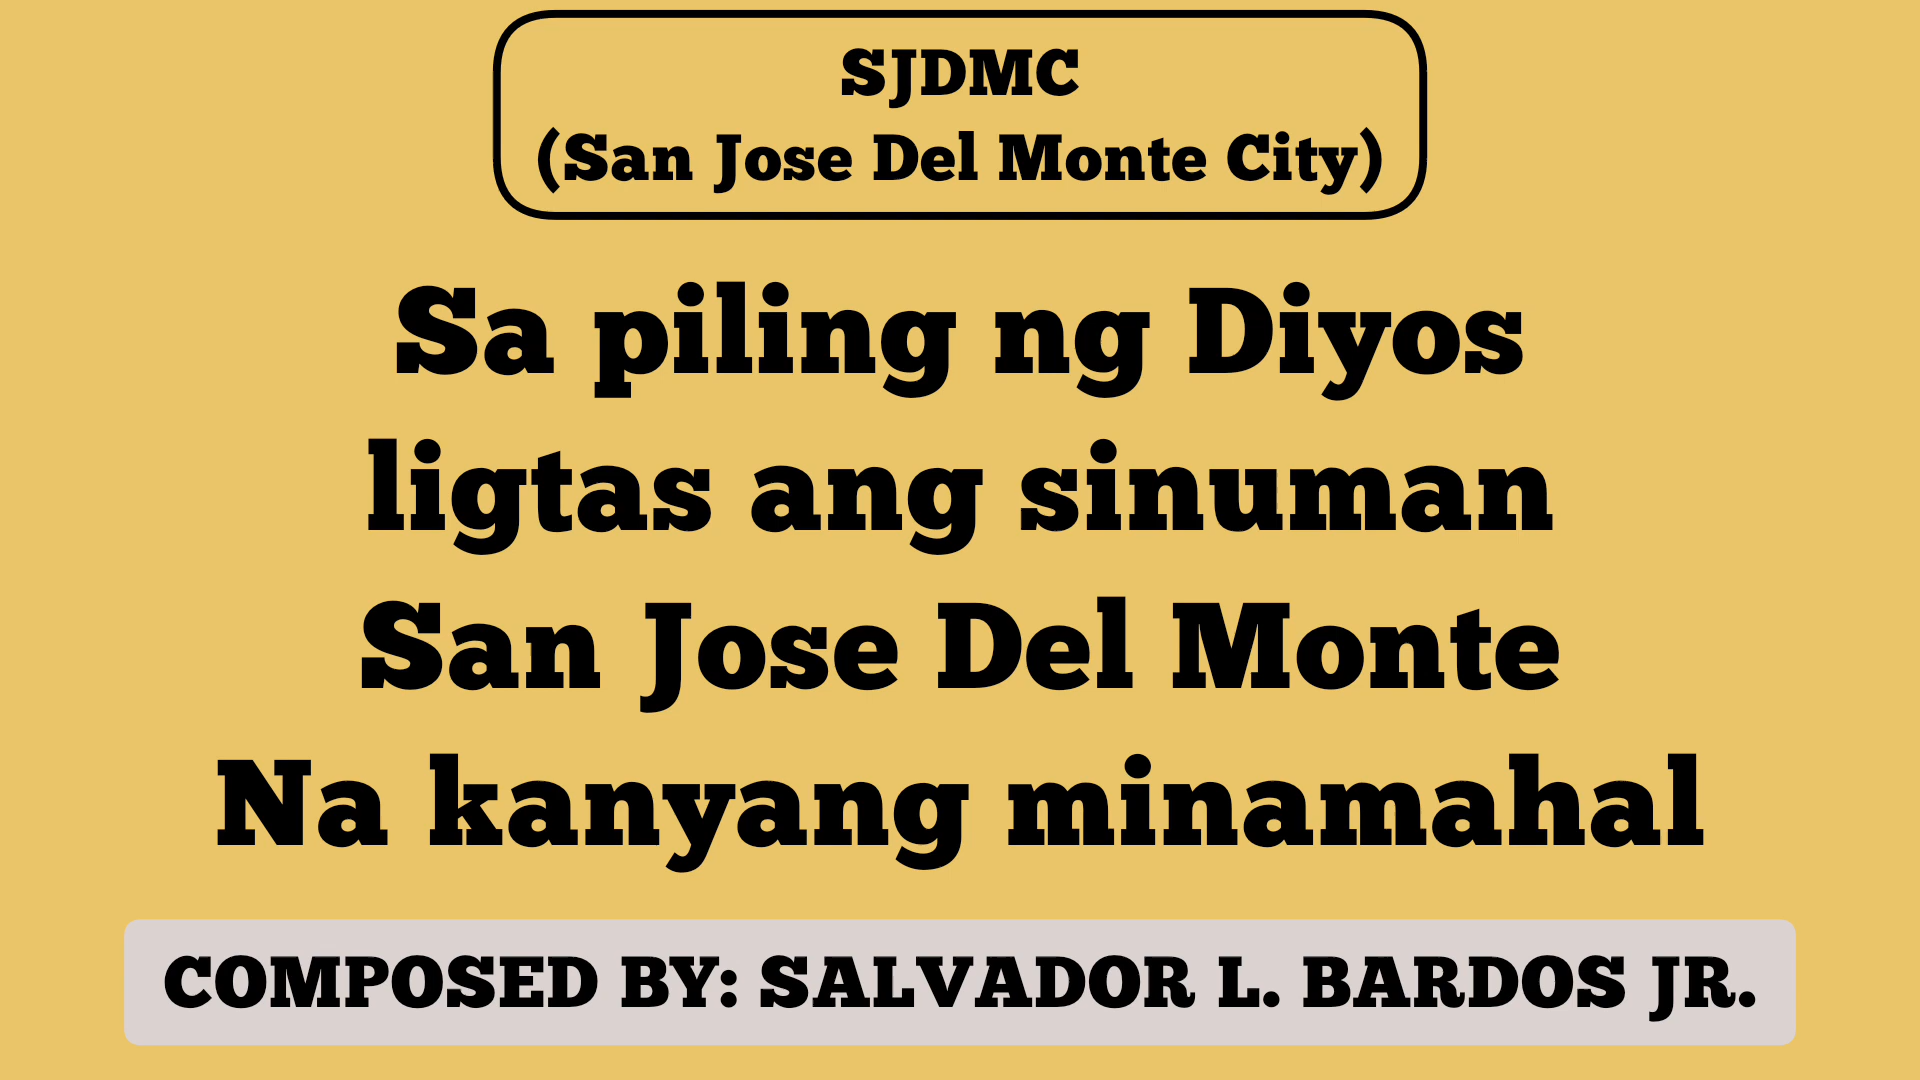 SJDMC
(San Jose Del Monte City)
Sa piling ng Diyos
ligtas ang sinuman
San Jose Del Monte
Na kanyang minamahal
COMPOSED BY: SALVADOR L. BARDOS JR.